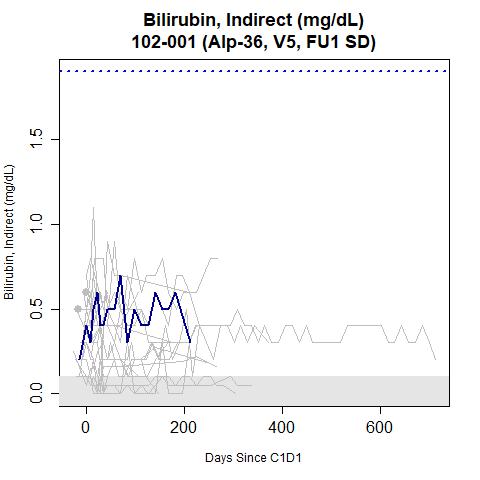 Bilirubin, Indirect (mg/dL)
102-001 (Alp-36, V5, FU1 SD)
Bilirubin, Indirect (mg/dL)
1.5
1.0
0.5
0.0
0
200
400
600
Days Since C1D1